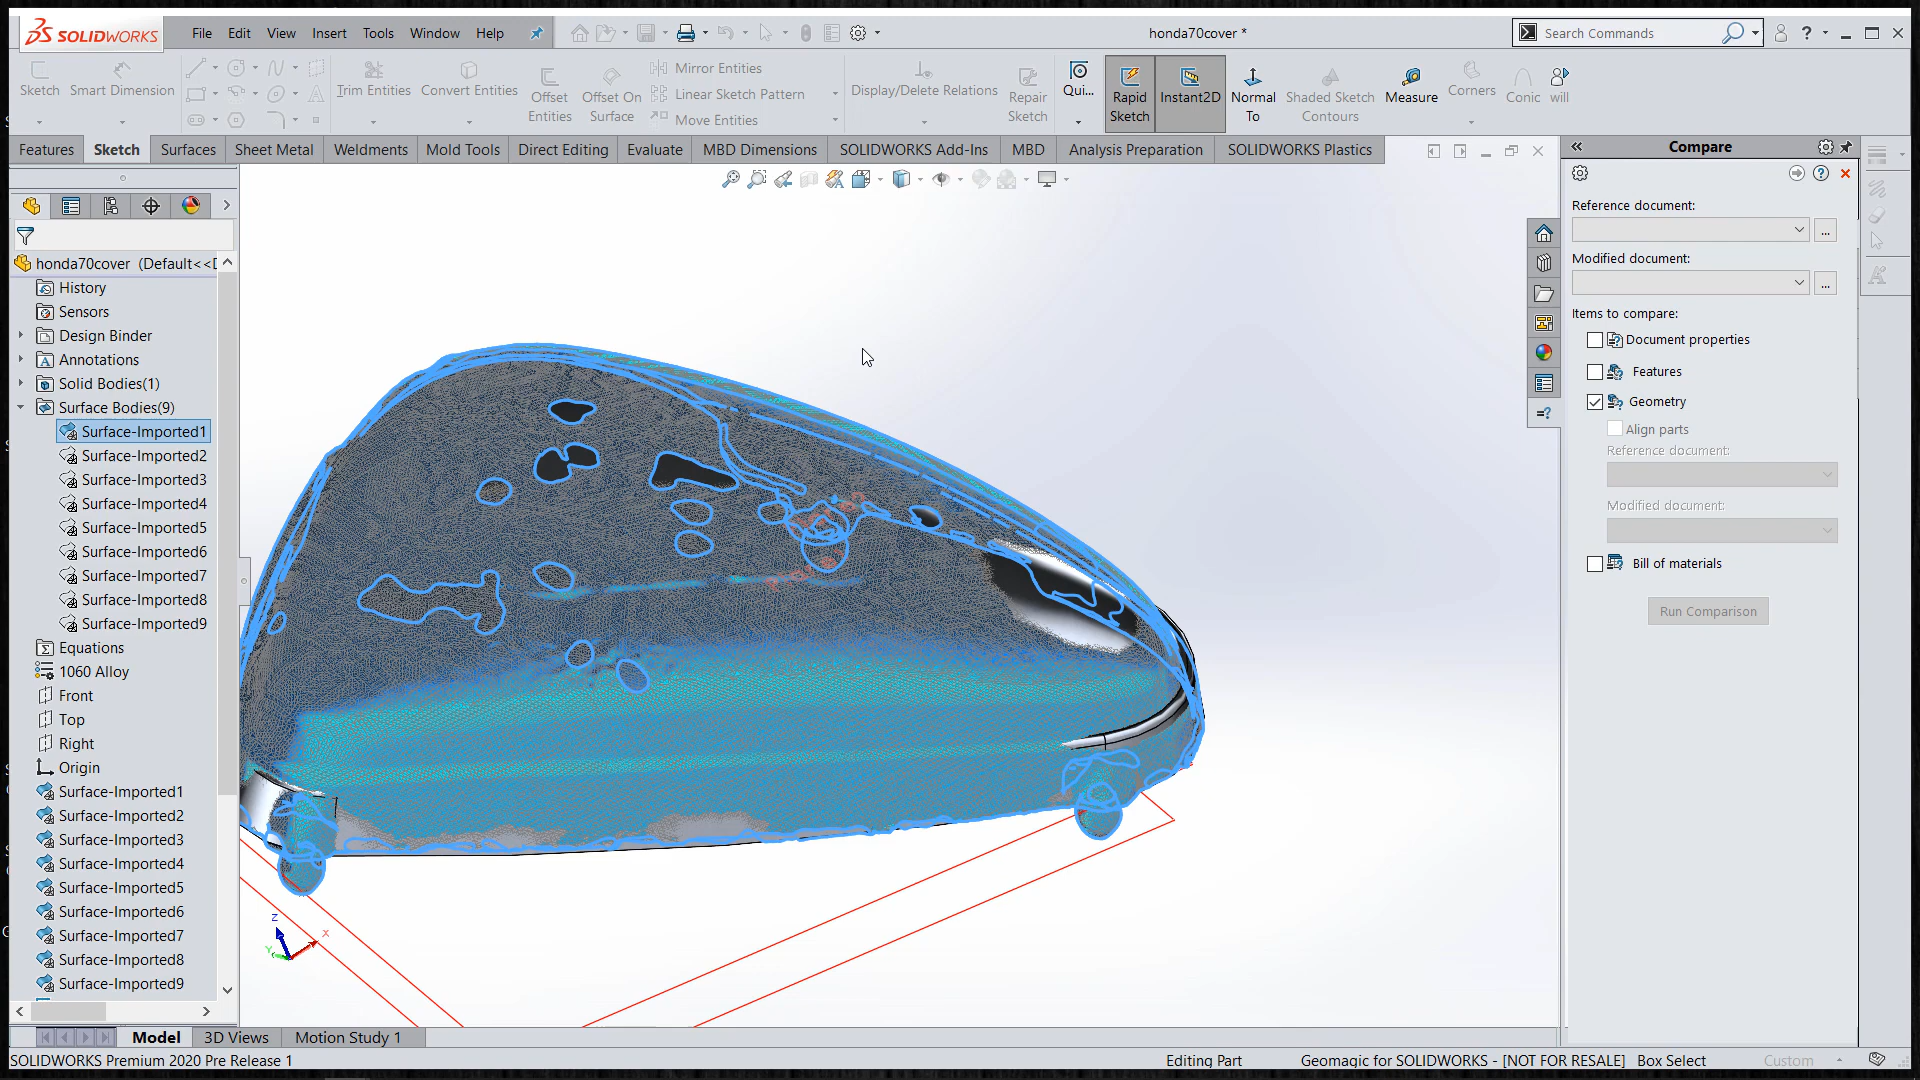 SOLIDWORKS File Edit View Insert Tools Window Help honda70cover * Search Commands ?
Sketch Smart Dimension Trim Entities Convert Entities Offset Entities Offset On Surface Mirror Entities Linear Sketch Pattern Move Entities Display/Delete Relations Repair Sketch Qui... Rapid Sketch Instant2D Normal To Shaded Sketch Contours Measure Corners Conic will
Features Sketch Surfaces Sheet Metal Weldments Mold Tools Direct Editing Evaluate MBD Dimensions SOLIDWORKS Add-Ins MBD Analysis Preparation SOLIDWORKS Plastics
honda70cover (Default<<D
History
Sensors
Design Binder
Annotations
Solid Bodies(1)
Surface Bodies(9)
Surface-Imported1
Surface-Imported2
Surface-Imported3
Surface-Imported4
Surface-Imported5
Surface-Imported6
Surface-Imported7
Surface-Imported8
Surface-Imported9
Equations
1060 Alloy
Front
Top
Right
Origin
Surface-Imported1
Surface-Imported2
Surface-Imported3
Surface-Imported4
Surface-Imported5
Surface-Imported6
Surface-Imported7
Surface-Imported8
Surface-Imported9
Z
X
Y
Compare
Reference document:
...
Modified document:
...
Items to compare:
Document properties
Features
Geometry
Align parts
Reference document:
Modified document:
Bill of materials
Run Comparison
Model 3D Views Motion Study 1
SOLIDWORKS Premium 2020 Pre Release 1 Editing Part Geomagic for SOLIDWORKS - [NOT FOR RESALE] Box Select Custom